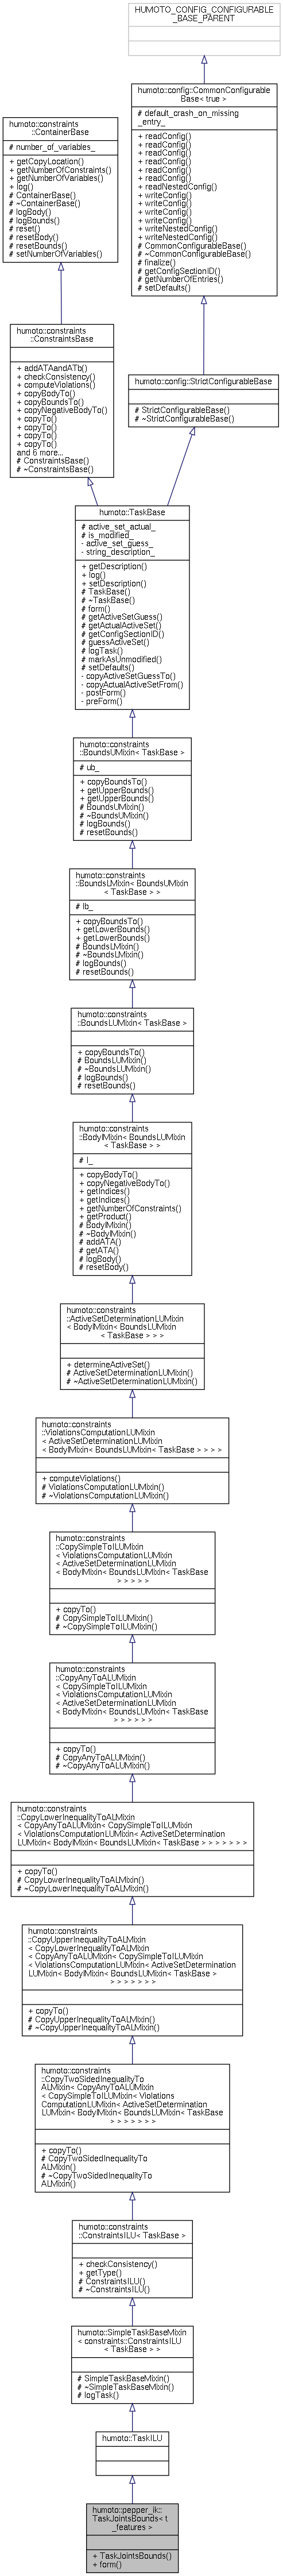 HUMOTO_CONFIG_CONFIGURABLE
_BASE_PARENT
humoto::config::CommonConfigurable
Base< true >
# default_crash_on_missing
_entry_
+ readConfig()
+ readConfig()
+ readConfig()
+ readConfig()
+ readConfig()
+ readConfig()
+ readNestedConfig()
+ writeConfig()
+ writeConfig()
+ writeConfig()
+ writeConfig()
+ writeNestedConfig()
+ writeNestedConfig()
# CommonConfigurableBase()
# ~CommonConfigurableBase()
# finalize()
# getConfigSectionID()
# getNumberOfEntries()
# setDefaults()
humoto::constraints
::ContainerBase
# number_of_variables_
+ getCopyLocation()
+ getNumberOfConstraints()
+ getNumberOfVariables()
+ log()
# ContainerBase()
# ~ContainerBase()
# logBody()
# logBounds()
# reset()
# resetBody()
# resetBounds()
# setNumberOfVariables()
humoto::constraints
::ConstraintsBase
+ addATAandATb()
+ checkConsistency()
+ computeViolations()
+ copyBodyTo()
+ copyBoundsTo()
+ copyNegativeBodyTo()
+ copyTo()
+ copyTo()
+ copyTo()
+ copyTo()
and 6 more...
# ConstraintsBase()
# ~ConstraintsBase()
humoto::config::StrictConfigurableBase
# StrictConfigurableBase()
# ~StrictConfigurableBase()
humoto::TaskBase
# active_set_actual_
# is_modified_
- active_set_guess_
- string_description_
+ getDescription()
+ log()
+ setDescription()
# TaskBase()
# ~TaskBase()
# form()
# getActiveSetGuess()
# getActualActiveSet()
# getConfigSectionID()
# guessActiveSet()
# logTask()
# markAsUnmodified()
# setDefaults()
- copyActiveSetGuessTo()
- copyActualActiveSetFrom()
- postForm()
- preForm()
humoto::constraints
::BoundsUMixin< TaskBase >
# ub_
+ copyBoundsTo()
+ getUpperBounds()
+ getUpperBounds()
# BoundsUMixin()
# ~BoundsUMixin()
# logBounds()
# resetBounds()
humoto::constraints
::BoundsLMixin< BoundsUMixin
< TaskBase > >
# lb_
+ copyBoundsTo()
+ getLowerBounds()
+ getLowerBounds()
# BoundsLMixin()
# ~BoundsLMixin()
# logBounds()
# resetBounds()
humoto::constraints
::BoundsLUMixin< TaskBase >
+ copyBoundsTo()
# BoundsLUMixin()
# ~BoundsLUMixin()
# logBounds()
# resetBounds()
humoto::constraints
::BodyIMixin< BoundsLUMixin
< TaskBase > >
# I_
+ copyBodyTo()
+ copyNegativeBodyTo()
+ getIndices()
+ getIndices()
+ getNumberOfConstraints()
+ getProduct()
# BodyIMixin()
# ~BodyIMixin()
# addATA()
# getATA()
# logBody()
# resetBody()
humoto::constraints
::ActiveSetDeterminationLUMixin
< BodyIMixin< BoundsLUMixin
< TaskBase > > >
+ determineActiveSet()
# ActiveSetDeterminationLUMixin()
# ~ActiveSetDeterminationLUMixin()
humoto::constraints
::ViolationsComputationLUMixin
< ActiveSetDeterminationLUMixin
< BodyIMixin< BoundsLUMixin< TaskBase > > > >
+ computeViolations()
# ViolationsComputationLUMixin()
# ~ViolationsComputationLUMixin()
humoto::constraints
::CopySimpleToILUMixin
< ViolationsComputationLUMixin
< ActiveSetDeterminationLUMixin
< BodyIMixin< BoundsLUMixin< TaskBase
> > > > >
+ copyTo()
# CopySimpleToILUMixin()
# ~CopySimpleToILUMixin()
humoto::constraints
::CopyAnyToALUMixin
< CopySimpleToILUMixin
< ViolationsComputationLUMixin
< ActiveSetDeterminationLUMixin
< BodyIMixin< BoundsLUMixin< TaskBase
> > > > > >
+ copyTo()
# CopyAnyToALUMixin()
# ~CopyAnyToALUMixin()
humoto::constraints
::CopyLowerInequalityToALMixin
< CopyAnyToALUMixin< CopySimpleToILUMixin
< ViolationsComputationLUMixin< ActiveSetDetermination
LUMixin< BodyIMixin< BoundsLUMixin< TaskBase > > > > > > >
+ copyTo()
# CopyLowerInequalityToALMixin()
# ~CopyLowerInequalityToALMixin()
humoto::constraints
::CopyUpperInequalityToALMixin
< CopyLowerInequalityToALMixin
< CopyAnyToALUMixin< CopySimpleToILUMixin
< ViolationsComputationLUMixin< ActiveSetDetermination
LUMixin< BodyIMixin< BoundsLUMixin< TaskBase >
> > > > > > >
+ copyTo()
# CopyUpperInequalityToALMixin()
# ~CopyUpperInequalityToALMixin()
humoto::constraints
::CopyTwoSidedInequalityTo
ALMixin< CopyAnyToALUMixin
< CopySimpleToILUMixin< Violations
ComputationLUMixin< ActiveSetDetermination
LUMixin< BodyIMixin< BoundsLUMixin< TaskBase
> > > > > > >
+ copyTo()
# CopyTwoSidedInequalityTo
ALMixin()
# ~CopyTwoSidedInequalityTo
ALMixin()
humoto::constraints
::ConstraintsILU< TaskBase >
+ checkConsistency()
+ getType()
# ConstraintsILU()
# ~ConstraintsILU()
humoto::SimpleTaskBaseMixin
< constraints::ConstraintsILU
< TaskBase > >
# SimpleTaskBaseMixin()
# ~SimpleTaskBaseMixin()
# logTask()
humoto::TaskILU
humoto::pepper_ik::
TaskJointsBounds< t
_features >
+ TaskJointsBounds()
+ form()